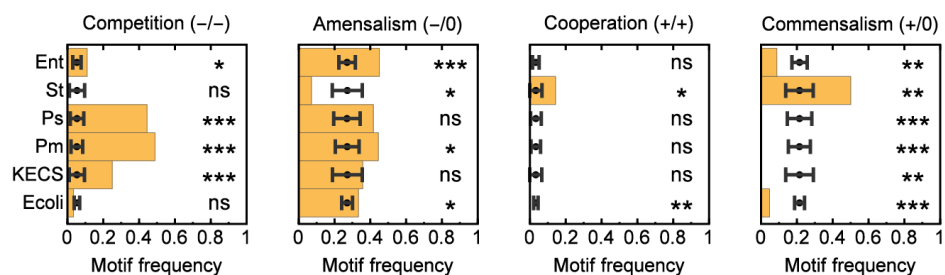 Competition (−/−) Amensalism (−/0) Cooperation (+/+) Commensalism (+/0)
Ent * *** ns **
St ns * * **
Ps *** ns ns ***
Pm *** * ns ***
KECS *** ns ns **
Ecoli ns * ** ***
0 0.2 0.4 0.6 0.8 1 0 0.2 0.4 0.6 0.8 1 0 0.2 0.4 0.6 0.8 1 0 0.2 0.4 0.6 0.8 1
Motif frequency Motif frequency Motif frequency Motif frequency